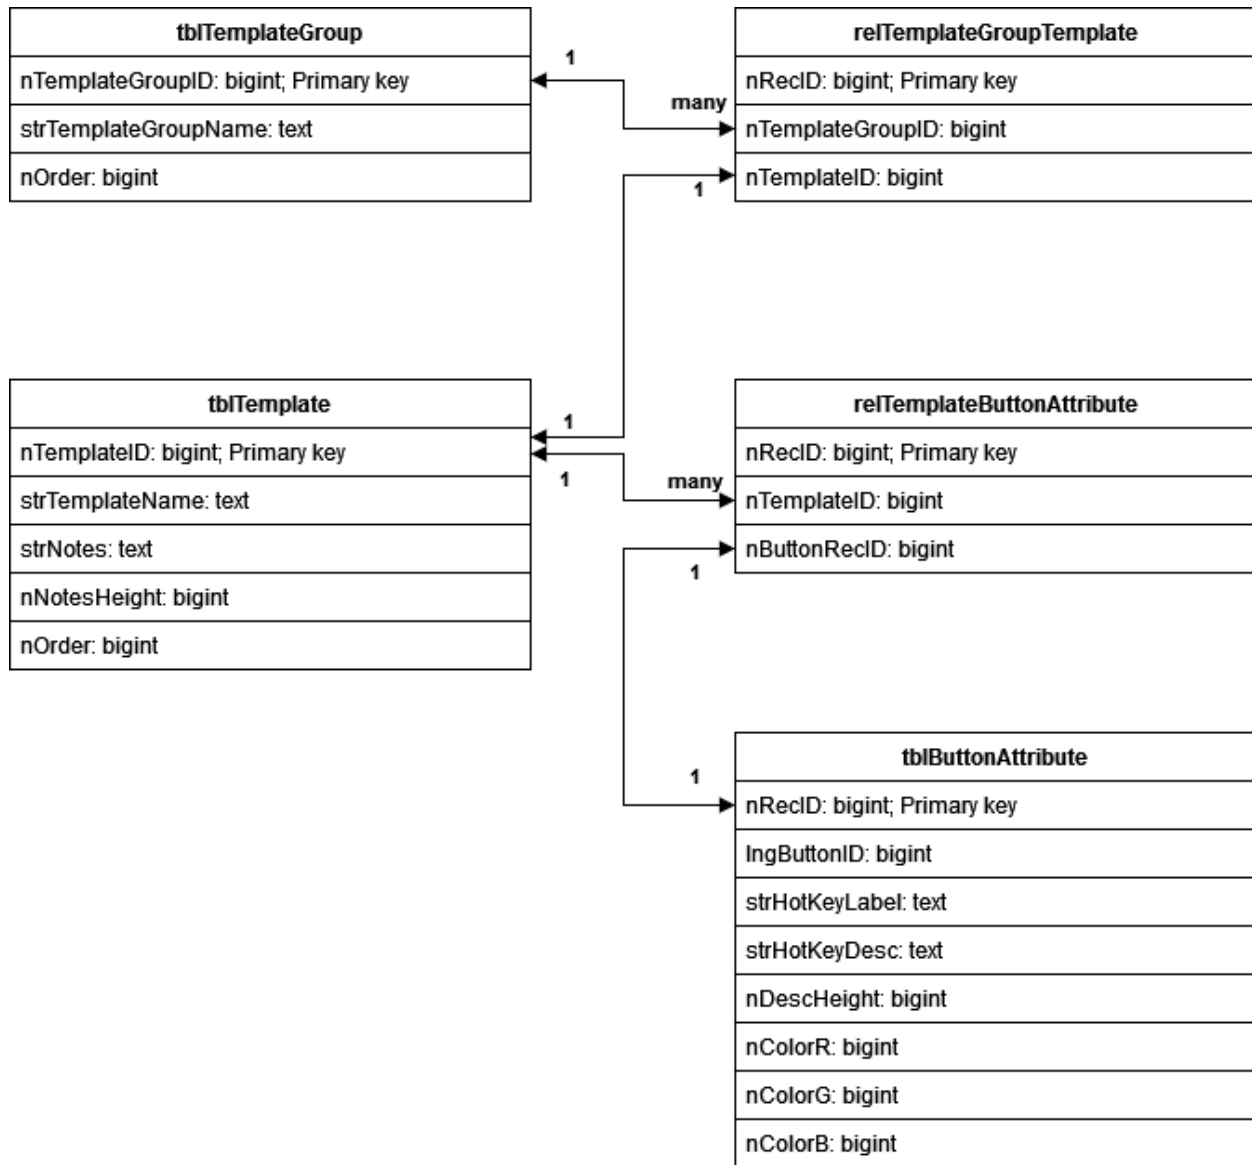 tblTemplateGroup
nTemplateGroupID: bigint; Primary key
strTemplateGroupName: text
nOrder: bigint
1
many
1
relTemplateGroupTemplate
nRecID: bigint; Primary key
nTemplateGroupID: bigint
nTemplateID: bigint
tblTemplate
nTemplateID: bigint; Primary key
strTemplateName: text
strNotes: text
nNotesHeight: bigint
nOrder: bigint
1
1
many
1
relTemplateButtonAttribute
nRecID: bigint; Primary key
nTemplateID: bigint
nButtonRecID: bigint
1
tblButtonAttribute
nRecID: bigint; Primary key
lngButtonID: bigint
strHotKeyLabel: text
strHotKeyDesc: text
nDescHeight: bigint
nColorR: bigint
nColorG: bigint
nColorB: bigint